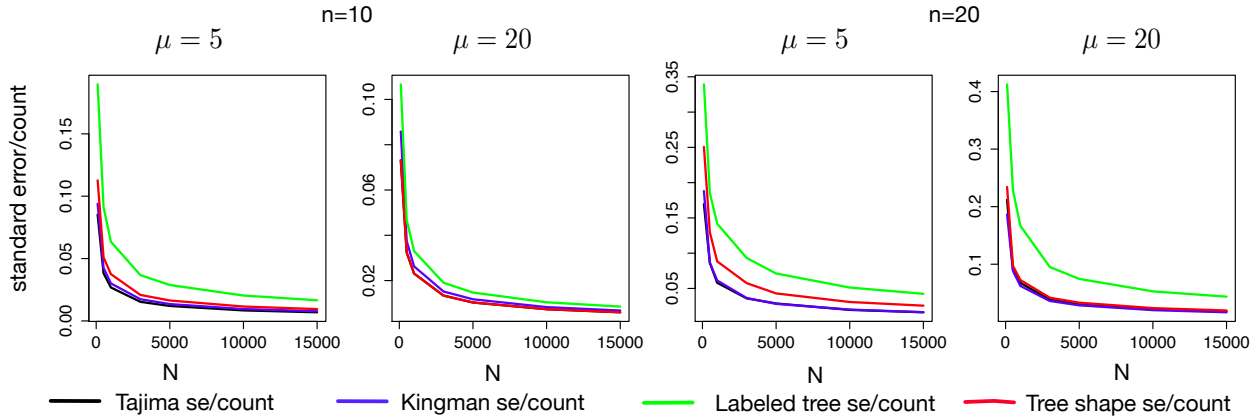 n=10 n=20
μ = 5 μ = 20 μ = 5 μ = 20
standard error/count
0.00 0.05 0.10 0.15
0.02 0.06 0.10
0.05 0.15 0.25 0.35
0.1 0.2 0.3 0.4
0 5000 10000 15000 0 5000 10000 15000 0 5000 10000 15000 0 5000 10000 15000
N N N N
Tajima se/count Kingman se/count Labeled tree se/count Tree shape se/count